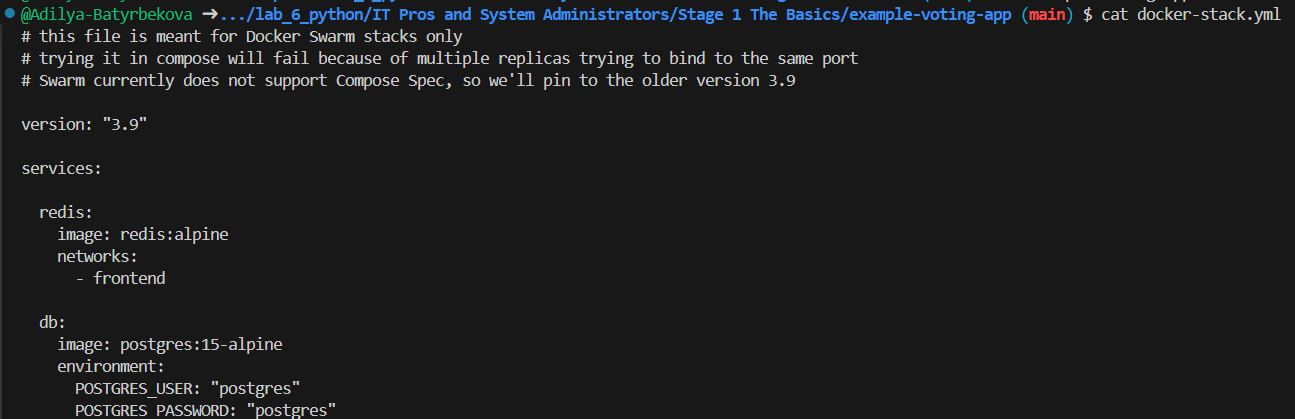 @Adilya-Batyrbekova ➜.../lab_6_python/IT Pros and System Administrators/Stage 1 The Basics/example-voting-app (main) $ cat docker-stack.yml
# this file is meant for Docker Swarm stacks only
# trying it in compose will fail because of multiple replicas trying to bind to the same port
# Swarm currently does not support Compose Spec, so we'll pin to the older version 3.9
version: "3.9"
services:
redis:
image: redis:alpine
networks:
- frontend
db:
image: postgres:15-alpine
environment:
POSTGRES_USER: "postgres"
POSTGRES_PASSWORD: "postgres"